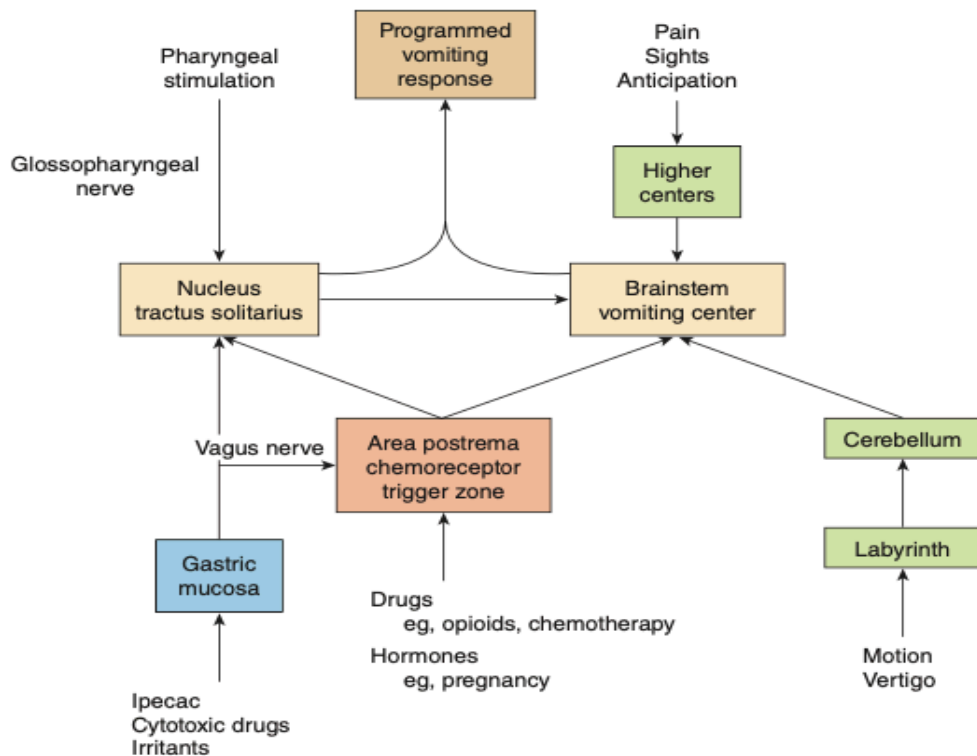 Pharyngeal
stimulation
Programmed
vomiting
response
Pain
Sights
Anticipation
Glossopharyngeal
nerve
Higher
centers
Nucleus
tractus solitarius
Brainstem
vomiting center
Vagus nerve
Area postrema
chemoreceptor
trigger zone
Cerebellum
Gastric
mucosa
Labyrinth
Drugs
eg, opioids, chemotherapy
Hormones
eg, pregnancy
Motion
Vertigo
Ipecac
Cytotoxic drugs
Irritants